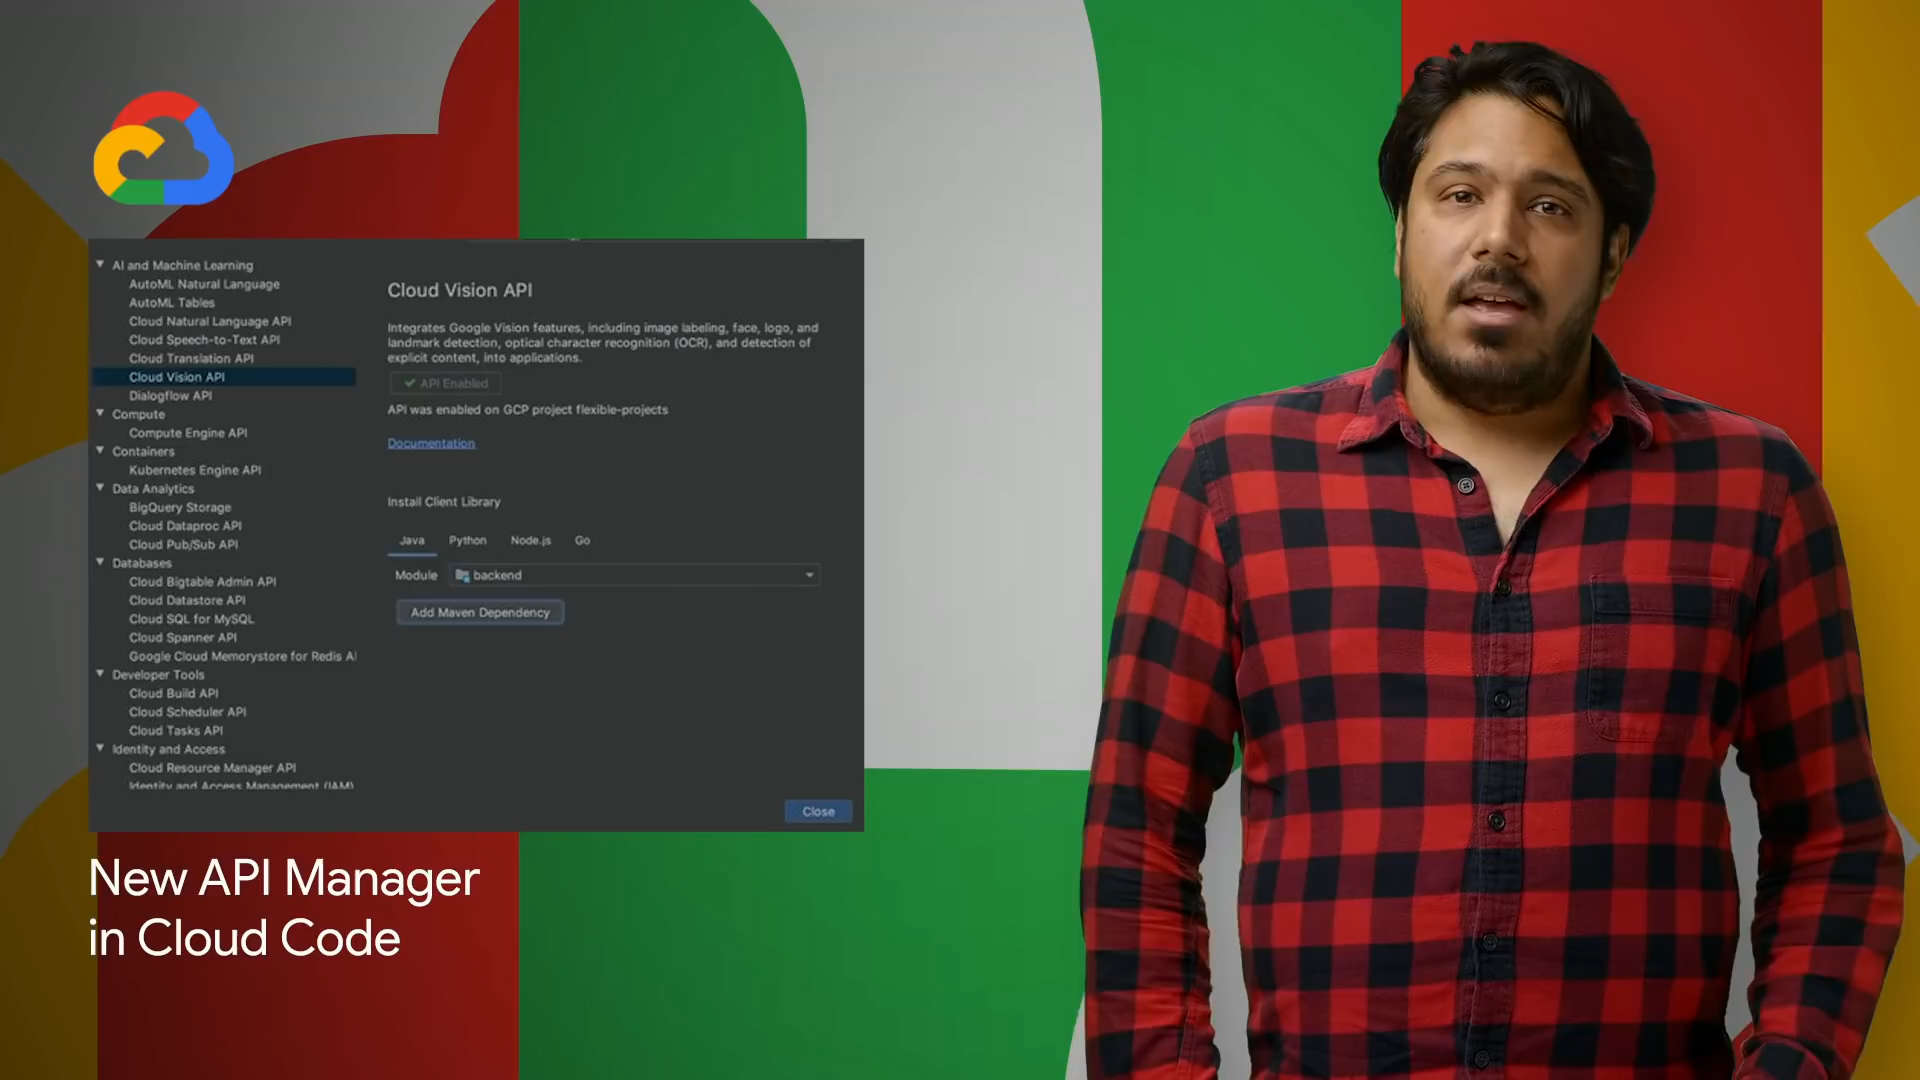 AI and Machine Learning
AutoML Natural Language
AutoML Tables
Cloud Natural Language API
Cloud Speech-to-Text API
Cloud Translation API
Cloud Vision API
Dialogflow API
Compute
Compute Engine API
Containers
Kubernetes Engine API
Data Analytics
BigQuery Storage
Cloud Dataproc API
Cloud Pub/Sub API
Databases
Cloud Bigtable Admin API
Cloud Datastore API
Cloud SQL for MySQL
Cloud Spanner API
Google Cloud Memorystore for Redis AI
Developer Tools
Cloud Build API
Cloud Scheduler API
Cloud Tasks API
Identity and Access
Cloud Resource Manager API
Identity and Access Management (IAM)
Cloud Vision API
Integrates Google Vision features, including image labeling, face, logo, and
landmark detection, optical character recognition (OCR), and detection of
explicit content, into applications.
API Enabled
API was enabled on GCP project flexible-projects
Documentation
Install Client Library
Java Python Node.js Go
Module backend
Add Maven Dependency
Close
New API Manager
in Cloud Code